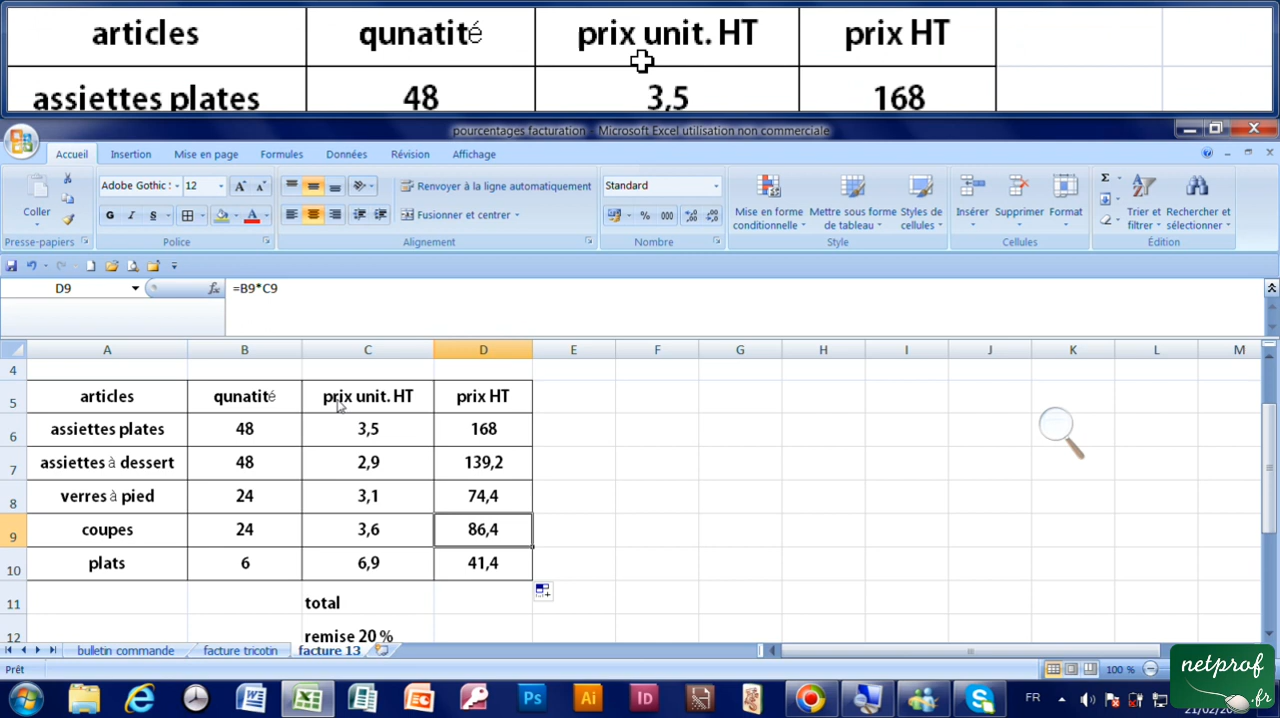 articles qunatité prix unit. HT prix HT
assiettes plates 48 3,5 168
pourcentages facturation - Microsoft Excel utilisation non commerciale
Accueil Insertion Mise en page Formules Données Révision Affichage
Coller
Adobe Gothic S 12
Renvoyer à la ligne automatiquement
Standard
G I S A
Fusionner et centrer
% 000
Mise en forme conditionnelle
Mettre sous forme de tableau
Styles de cellules
Insérer Supprimer Format
Σ
Trier et filtrer
Rechercher et sélectionner
Presse-papiers Police Alignement Nombre Style Cellules Édition
D9 fx =B9*C9
A B C D E F G H I J K L M
4
5 articles qunatité prix unit. HT prix HT
6 assiettes plates 48 3,5 168
7 assiettes à dessert 48 2,9 139,2
8 verres à pied 24 3,1 74,4
9 coupes 24 3,6 86,4
10 plats 6 6,9 41,4
11 total
12 remise 20 %
bulletin commande facture tricotin facture 13
Prêt
100 %
netprof.fr
Ps Ai Id
FR